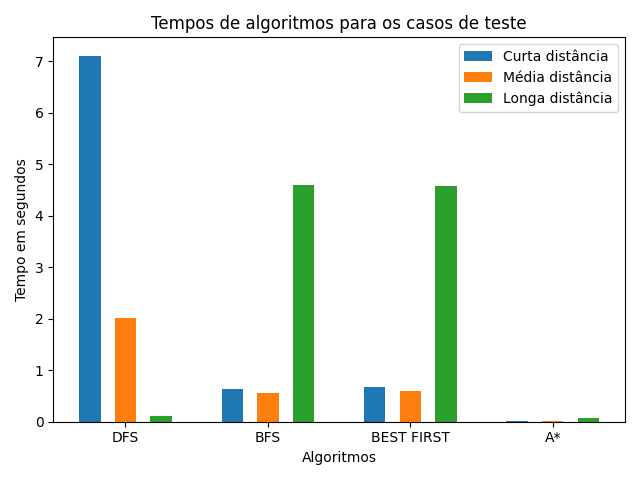 Tempos de algoritmos para os casos de teste
Curta distância
Média distância
Longa distância
Tempo em segundos
7
6
5
4
3
2
1
0
DFS
BFS
BEST FIRST
A*
Algoritmos